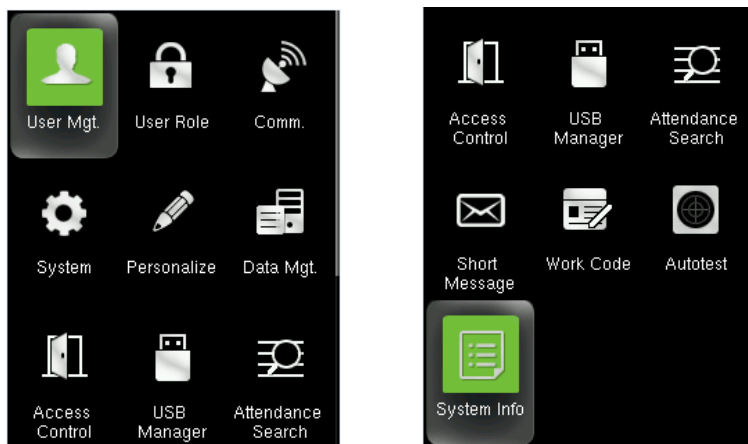 User Mgt.
User Role
Comm.
System
Personalize
Data Mgt.
Access
Control
USB
Manager
Attendance
Search
Access
Control
USB
Manager
Attendance
Search
Short
Message
Work Code
Autotest
System Info